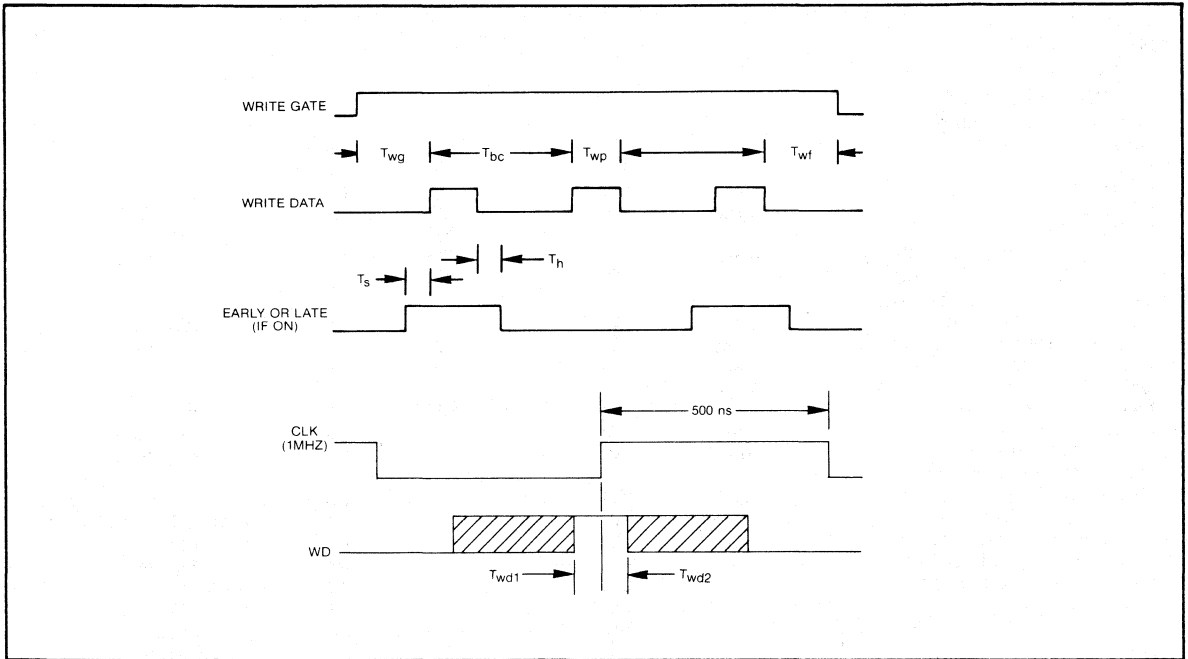 WRITE GATE
Twg Tbc Twp Twf
WRITE DATA
Th
Ts
EARLY OR LATE
(IF ON)
500 ns
CLK
(1MHZ)
WD
Twd1 Twd2